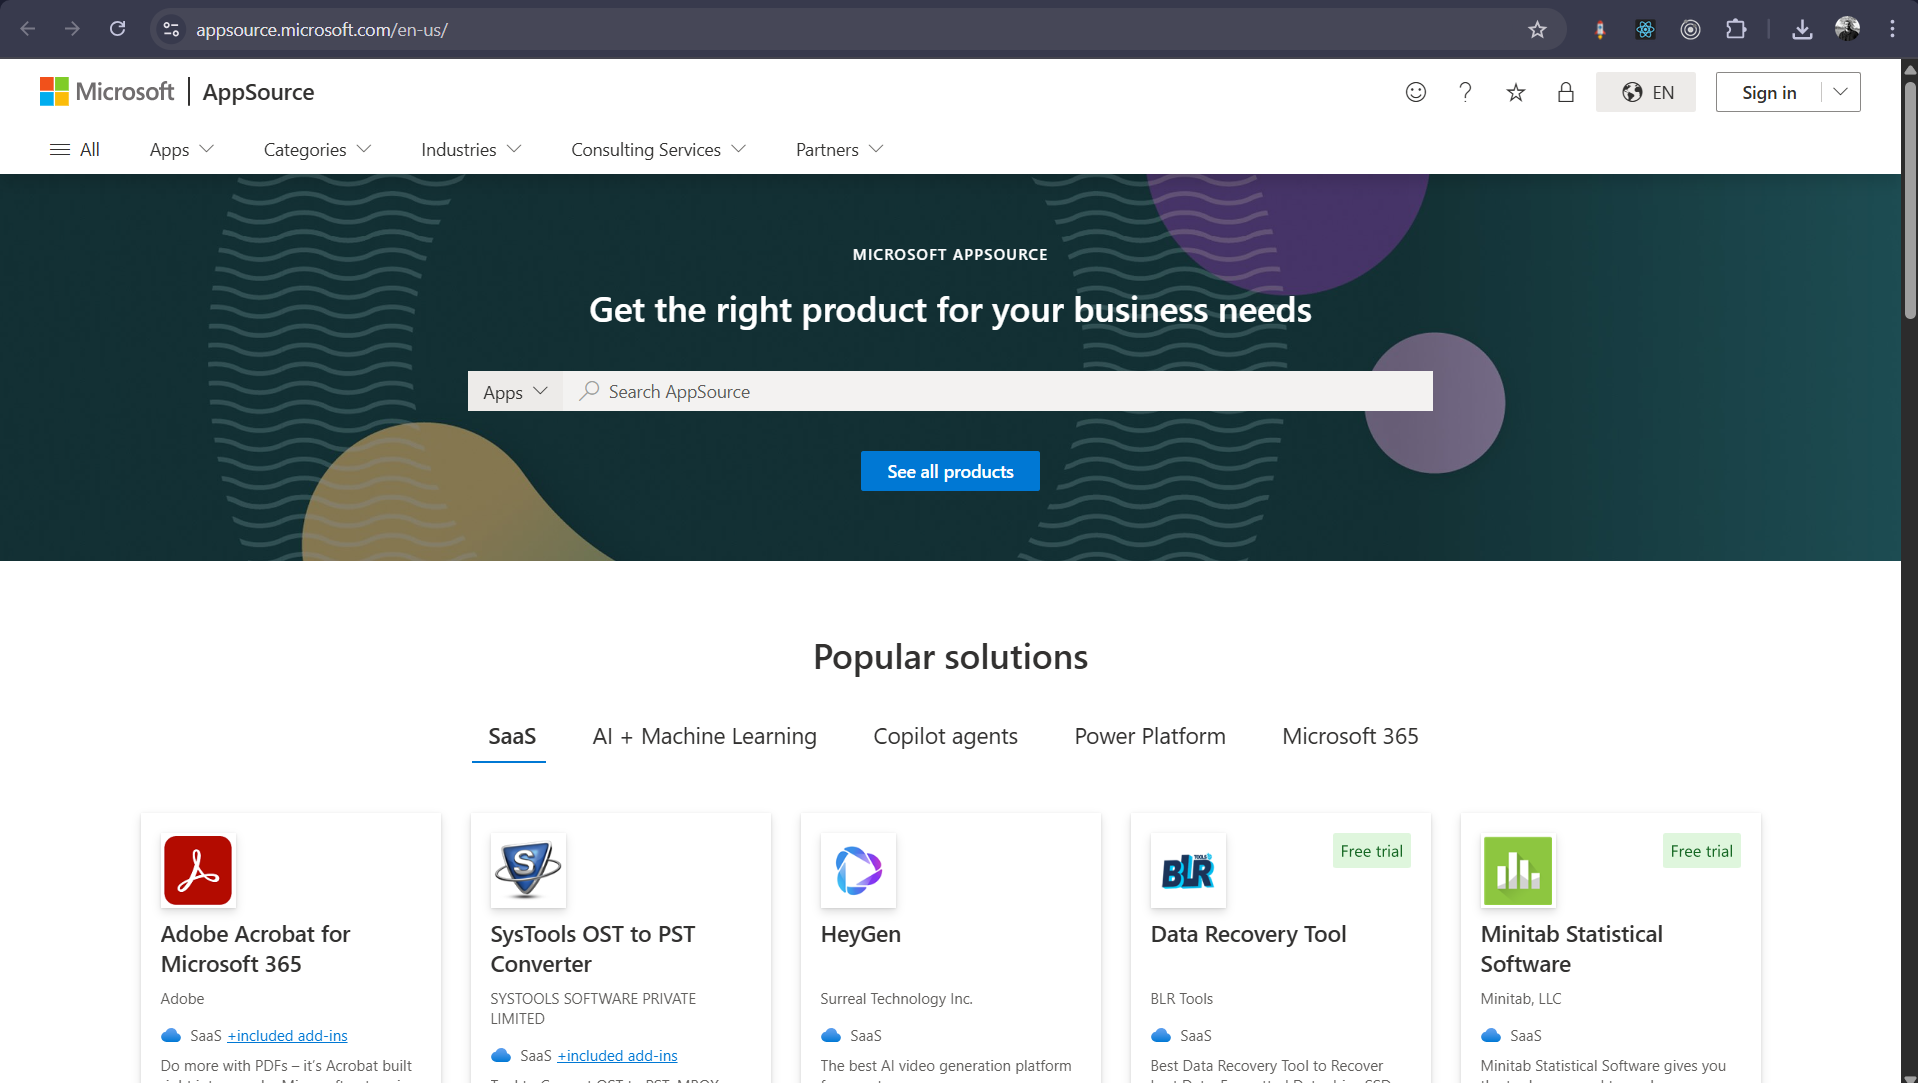 appsource.microsoft.com/en-us/
Microsoft | AppSource
EN
Sign in
All
Apps
Categories
Industries
Consulting Services
Partners
MICROSOFT APPSOURCE
Get the right product for your business needs
Apps
Search AppSource
See all products
Popular solutions
SaaS
AI + Machine Learning
Copilot agents
Power Platform
Microsoft 365
Adobe Acrobat for
Microsoft 365
Adobe
SaaS +included add-ins
Do more with PDFs – it’s Acrobat built
S
SysTools OST to PST
Converter
SYSTOOLS SOFTWARE PRIVATE
LIMITED
SaaS +included add-ins
HeyGen
Surreal Technology Inc.
SaaS
The best AI video generation platform
TOOLS
BLR
Free trial
Data Recovery Tool
BLR Tools
SaaS
Best Data Recovery Tool to Recover
Free trial
Minitab Statistical
Software
Minitab, LLC
SaaS
Minitab Statistical Software gives you